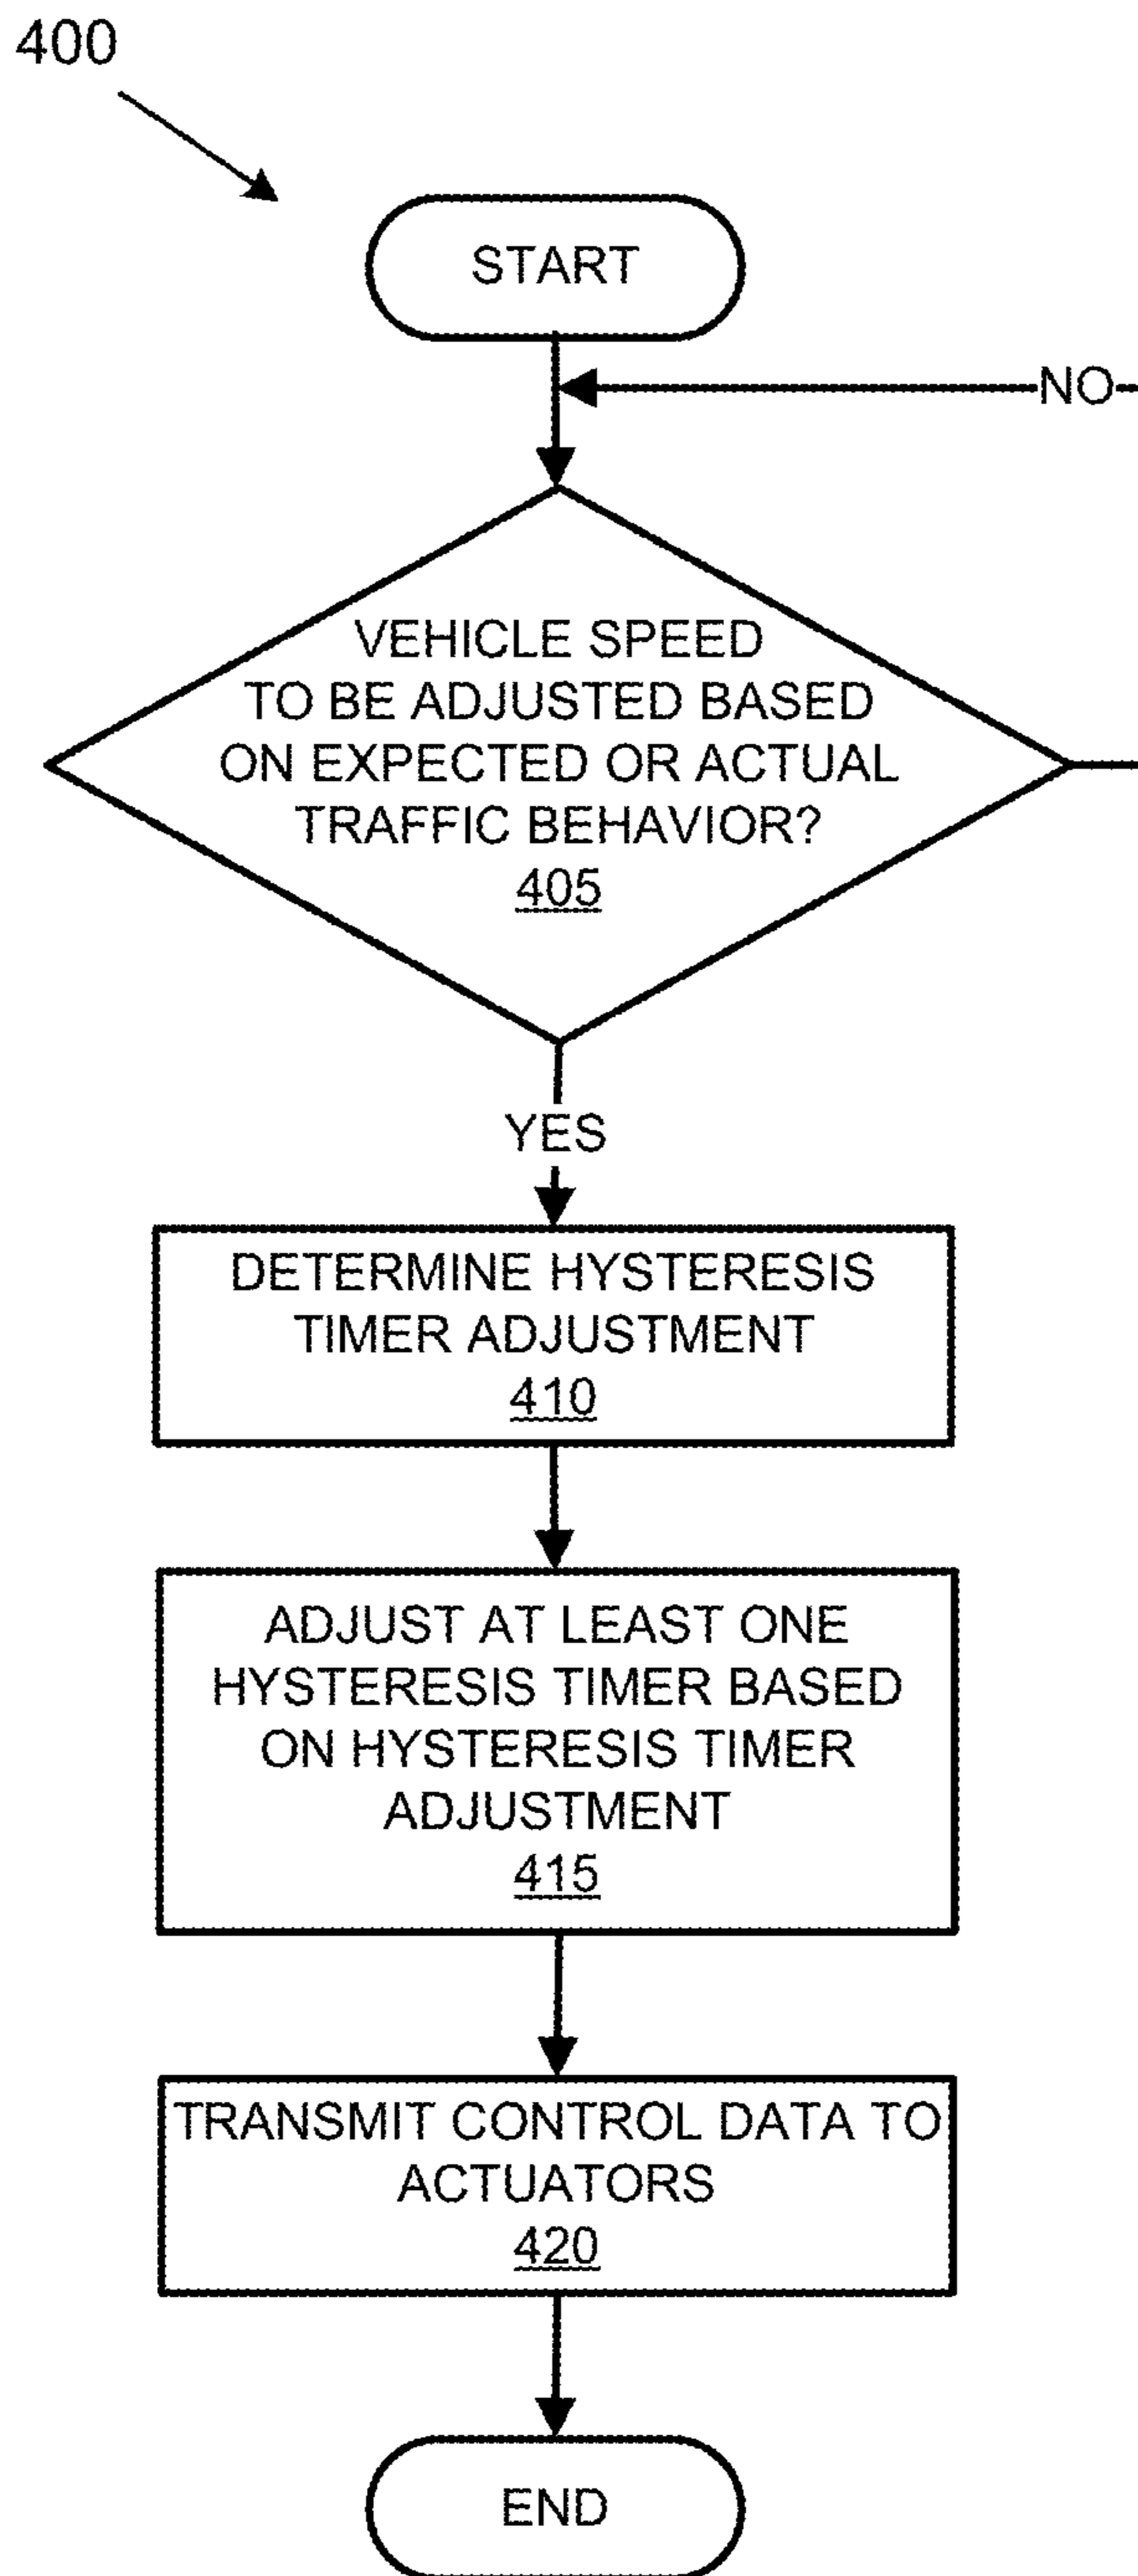 400
START
NO
VEHICLE SPEED
TO BE ADJUSTED BASED
ON EXPECTED OR ACTUAL
TRAFFIC BEHAVIOR?
405
YES
DETERMINE HYSTERESIS
TIMER ADJUSTMENT
410
ADJUST AT LEAST ONE
HYSTERESIS TIMER BASED
ON HYSTERESIS TIMER
ADJUSTMENT
415
TRANSMIT CONTROL DATA TO
ACTUATORS
420
END